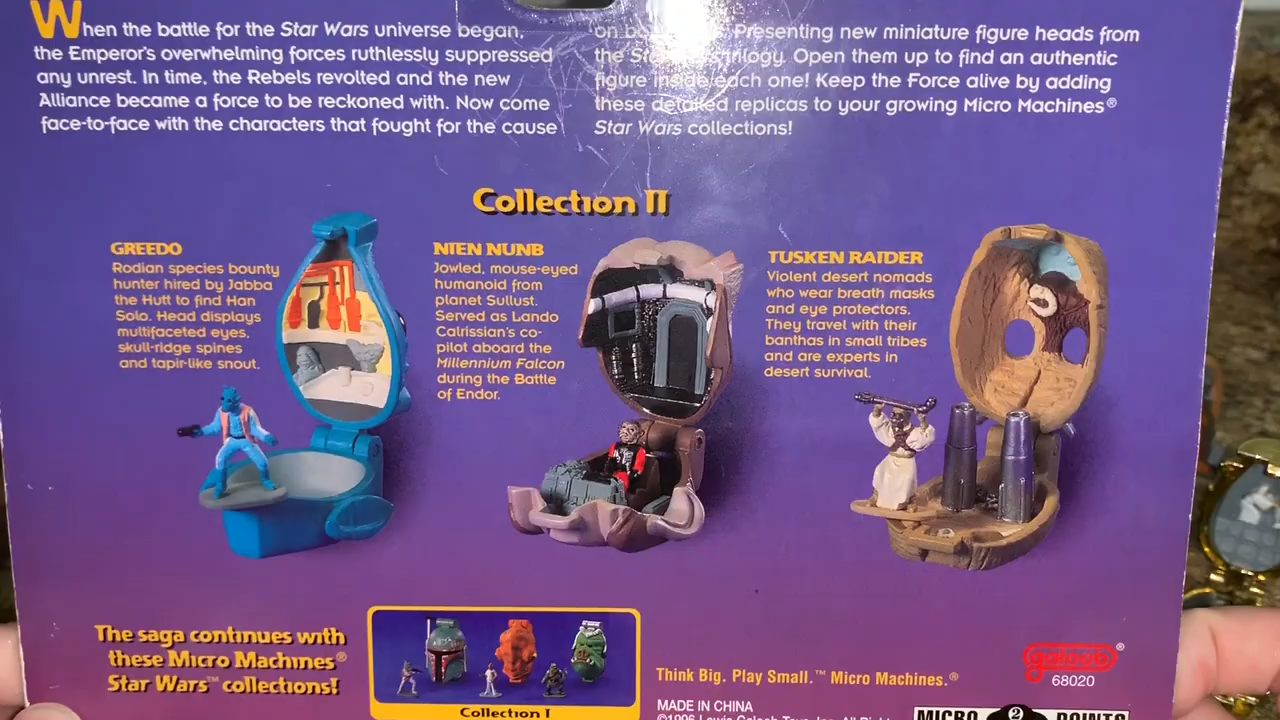 When the battle for the Star Wars universe began,
the Emperor's overwhelming forces ruthlessly suppressed
any unrest. In time, the Rebels revolted and the new
Alliance became a force to be reckoned with. Now come
face-to-face with the characters that fought for the cause
on Presenting new miniature figure heads from
the Star trilogy. Open them up to find an authentic
figure inside each one! Keep the Force alive by adding
these detailed replicas to your growing Micro Machines®
Star Wars collections!
Collection II
GREEDO
Rodian species bounty
hunter hired by Jabba
the Hutt to find Han
Solo. Head displays
multifaceted eyes,
skull-ridge spines
and tapir-like snout.
NIEN NUNB
Jowled, mouse-eyed
humanoid from
planet Sullust.
Served as Lando
Calrissian's co-
pilot aboard the
Millennium Falcon
during the Battle
of Endor.
TUSKEN RAIDER
Violent desert nomads
who wear breath masks
and eye protectors.
They travel with their
banthas in small tribes
and are experts in
desert survival.
The saga continues with
these Micro Machines®
Star Wars™ collections!
Collection I
Think Big. Play Small.™ Micro Machines.®
MADE IN CHINA
©1996 Lewis Galoob Toys, Inc. All
galoob®
68020
MICRO 2 POINTS